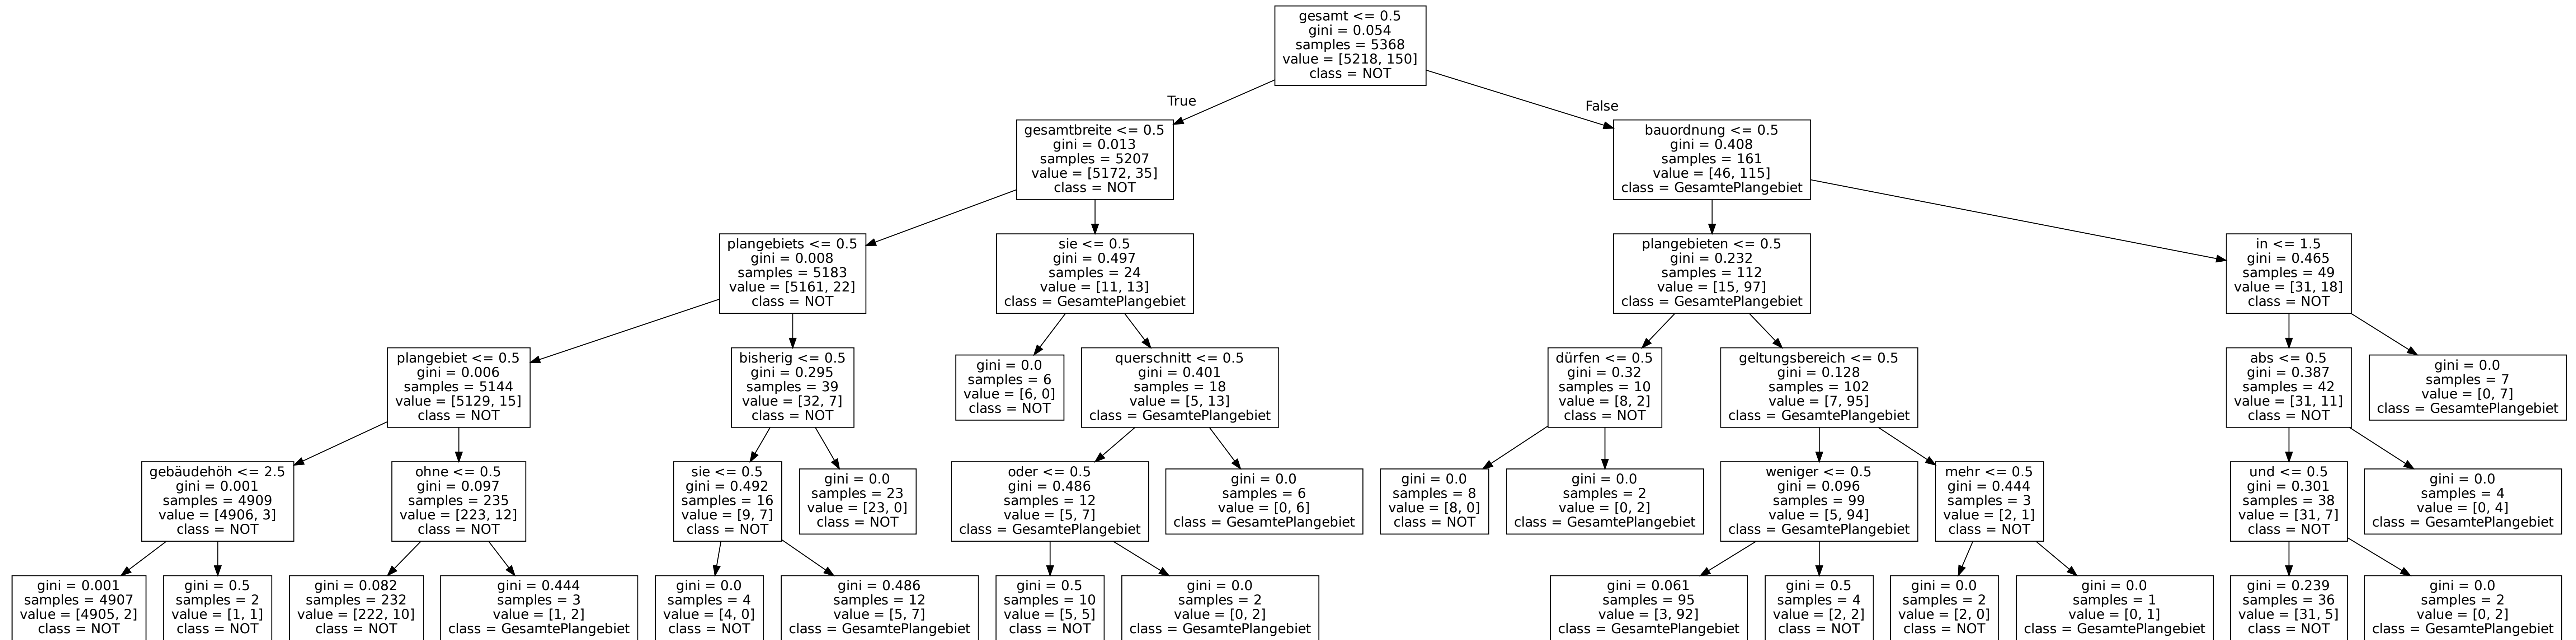 gesamt <= 0.5
gini = 0.054
samples = 5368
value = [5218, 150]
class = NOT
True
False
gesamtbreite <= 0.5
gini = 0.013
samples = 5207
value = [5172, 35]
class = NOT
bauordnung <= 0.5
gini = 0.408
samples = 161
value = [46, 115]
class = GesamtePlangebiet
plangebiets <= 0.5
gini = 0.008
samples = 5183
value = [5161, 22]
class = NOT
sie <= 0.5
gini = 0.497
samples = 24
value = [11, 13]
class = GesamtePlangebiet
plangebieten <= 0.5
gini = 0.232
samples = 112
value = [15, 97]
class = GesamtePlangebiet
in <= 1.5
gini = 0.465
samples = 49
value = [31, 18]
class = NOT
plangebiet <= 0.5
gini = 0.006
samples = 5144
value = [5129, 15]
class = NOT
bisherig <= 0.5
gini = 0.295
samples = 39
value = [32, 7]
class = NOT
gini = 0.0
samples = 6
value = [6, 0]
class = NOT
querschnitt <= 0.5
gini = 0.401
samples = 18
value = [5, 13]
class = GesamtePlangebiet
dürfen <= 0.5
gini = 0.32
samples = 10
value = [8, 2]
class = NOT
geltungsbereich <= 0.5
gini = 0.128
samples = 102
value = [7, 95]
class = GesamtePlangebiet
abs <= 0.5
gini = 0.387
samples = 42
value = [31, 11]
class = NOT
gini = 0.0
samples = 7
value = [0, 7]
class = GesamtePlangebiet
gebäudehöh <= 2.5
gini = 0.001
samples = 4909
value = [4906, 3]
class = NOT
ohne <= 0.5
gini = 0.097
samples = 235
value = [223, 12]
class = NOT
sie <= 0.5
gini = 0.492
samples = 16
value = [9, 7]
class = NOT
gini = 0.0
samples = 23
value = [23, 0]
class = NOT
oder <= 0.5
gini = 0.486
samples = 12
value = [5, 7]
class = GesamtePlangebiet
gini = 0.0
samples = 6
value = [0, 6]
class = GesamtePlangebiet
gini = 0.0
samples = 8
value = [8, 0]
class = NOT
gini = 0.0
samples = 2
value = [0, 2]
class = GesamtePlangebiet
weniger <= 0.5
gini = 0.096
samples = 99
value = [5, 94]
class = GesamtePlangebiet
mehr <= 0.5
gini = 0.444
samples = 3
value = [2, 1]
class = NOT
und <= 0.5
gini = 0.301
samples = 38
value = [31, 7]
class = NOT
gini = 0.0
samples = 4
value = [0, 4]
class = GesamtePlangebiet
gini = 0.001
samples = 4907
value = [4905, 2]
class = NOT
gini = 0.5
samples = 2
value = [1, 1]
class = NOT
gini = 0.082
samples = 232
value = [222, 10]
class = NOT
gini = 0.444
samples = 3
value = [1, 2]
class = GesamtePlangebiet
gini = 0.0
samples = 4
value = [4, 0]
class = NOT
gini = 0.486
samples = 12
value = [5, 7]
class = GesamtePlangebiet
gini = 0.5
samples = 10
value = [5, 5]
class = NOT
gini = 0.0
samples = 2
value = [0, 2]
class = GesamtePlangebiet
gini = 0.061
samples = 95
value = [3, 92]
class = GesamtePlangebiet
gini = 0.5
samples = 4
value = [2, 2]
class = NOT
gini = 0.0
samples = 2
value = [2, 0]
class = NOT
gini = 0.0
samples = 1
value = [0, 1]
class = GesamtePlangebiet
gini = 0.239
samples = 36
value = [31, 5]
class = NOT
gini = 0.0
samples = 2
value = [0, 2]
class = GesamtePlangebiet